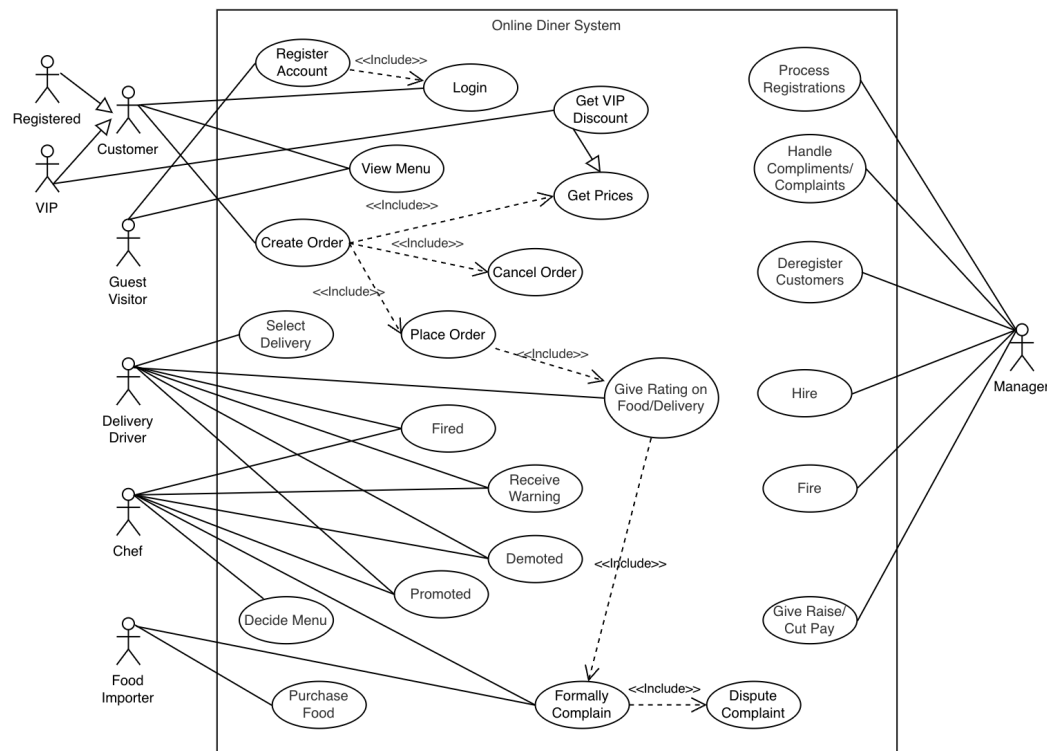 Online Diner System
Register
Account
<<Include>>
Login
Process
Registrations
Registered
Customer
Get VIP
Discount
VIP
View Menu
Handle
Compliments/
Complaints
<<Include>>
Get Prices
Guest
Visitor
Create Order
<<Include>>
Cancel Order
Deregister
Customers
<<Include>>
Select
Delivery
Place Order
<<Include>>
Manager
Delivery
Driver
Give Rating on
Food/Delivery
Hire
Fired
Receive
Warning
Fire
Chef
Demoted
<<Include>>
Promoted
Decide Menu
Give Raise/
Cut Pay
Food
Importer
Purchase
Food
Formally
Complain
<<Include>>
Dispute
Complaint